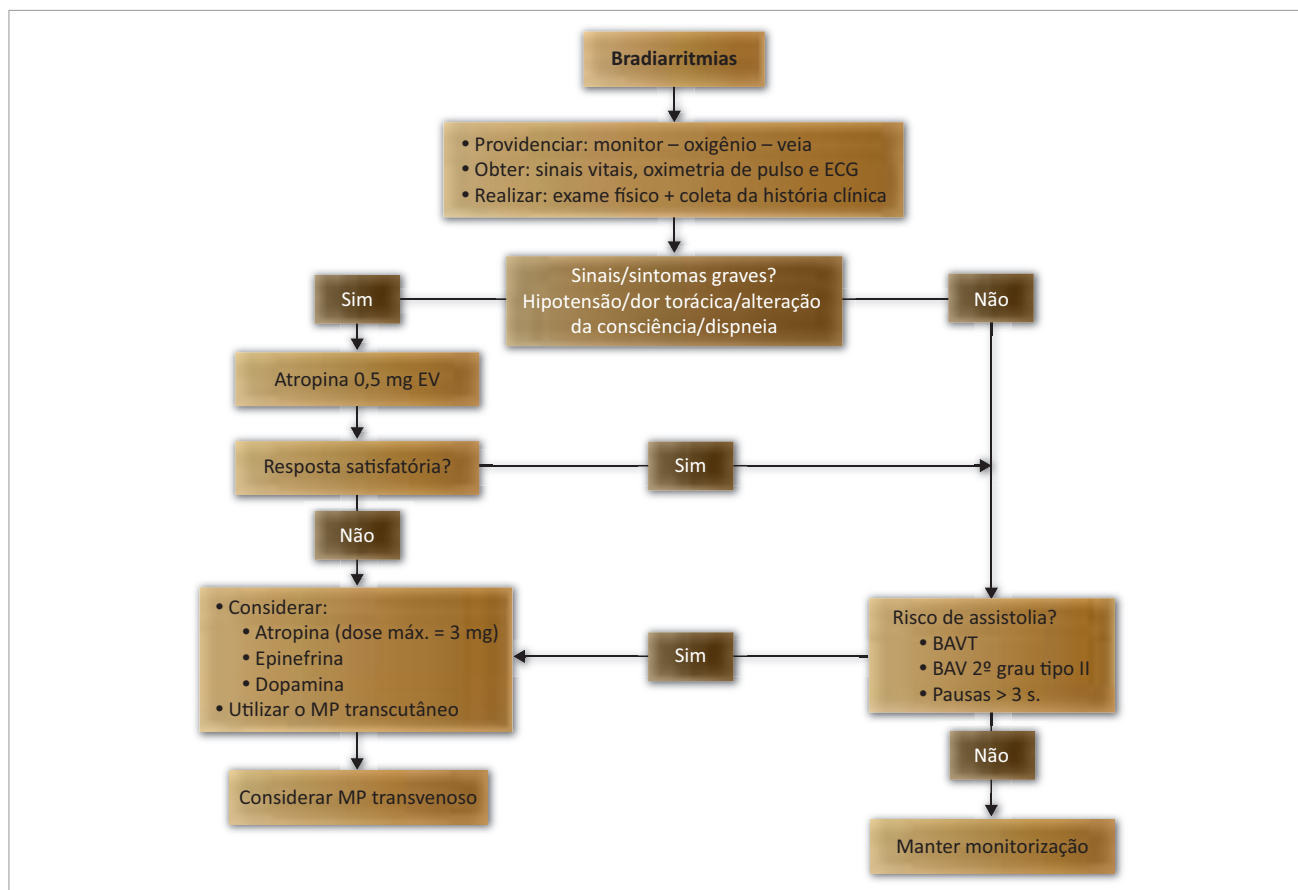 Bradiarritmias
• Providenciar: monitor – oxigênio – veia
• Obter: sinais vitais, oximetria de pulso e ECG
• Realizar: exame físico + coleta da história clínica
Sinais/sintomas graves?
Hipotensão/dor torácica/alteração
da consciência/dispneia
Sim
Não
Atropina 0,5 mg EV
Resposta satisfatória?
Sim
Não
• Considerar:
• Atropina (dose máx. = 3 mg)
• Epinefrina
• Dopamina
• Utilizar o MP transcutâneo
Sim
Risco de assistolia?
• BAVT
• BAV 2º grau tipo II
• Pausas > 3 s.
Não
Considerar MP transvenoso
Manter monitorização